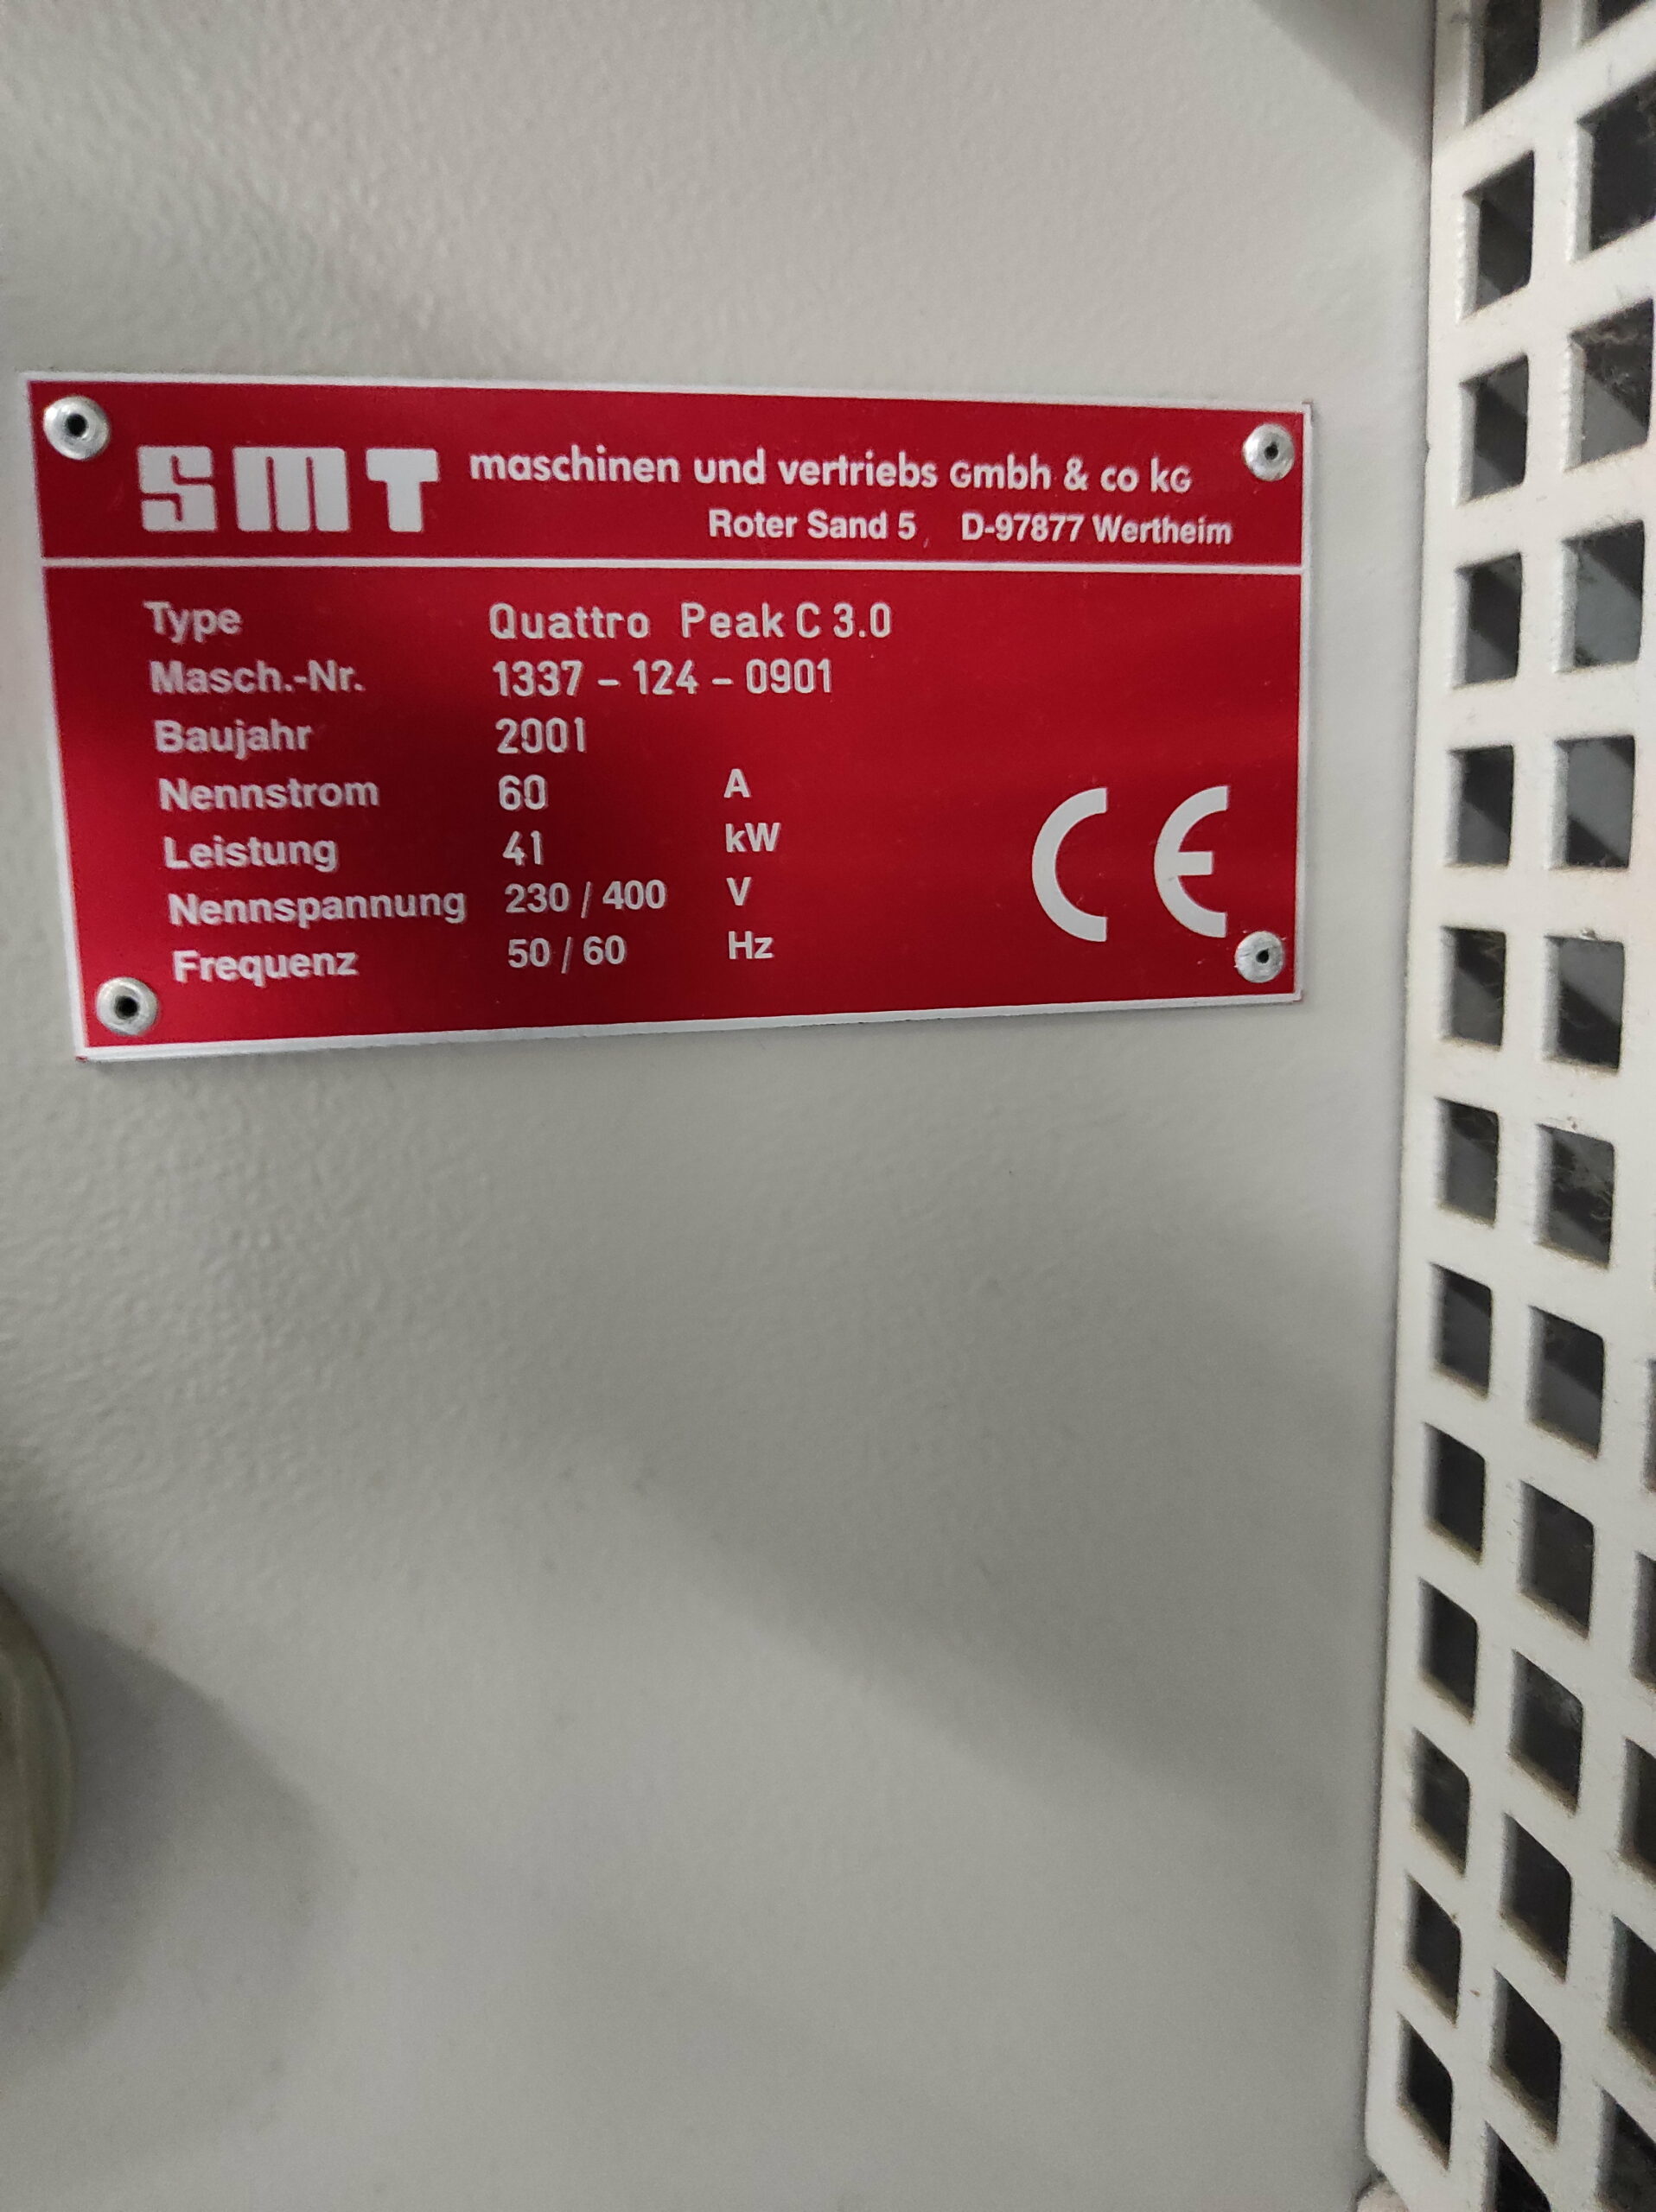 SMT maschinen und vertriebs GmbH & co kG
Roter Sand 5 D-97877 Wertheim
Type Quattro Peak C 3.0
Masch.-Nr. 1337 - 124 - 0901
Baujahr 2001
Nennstrom 60 A
Leistung 41 kW
Nennspannung 230 / 400 V
Frequenz 50 / 60 Hz
CE